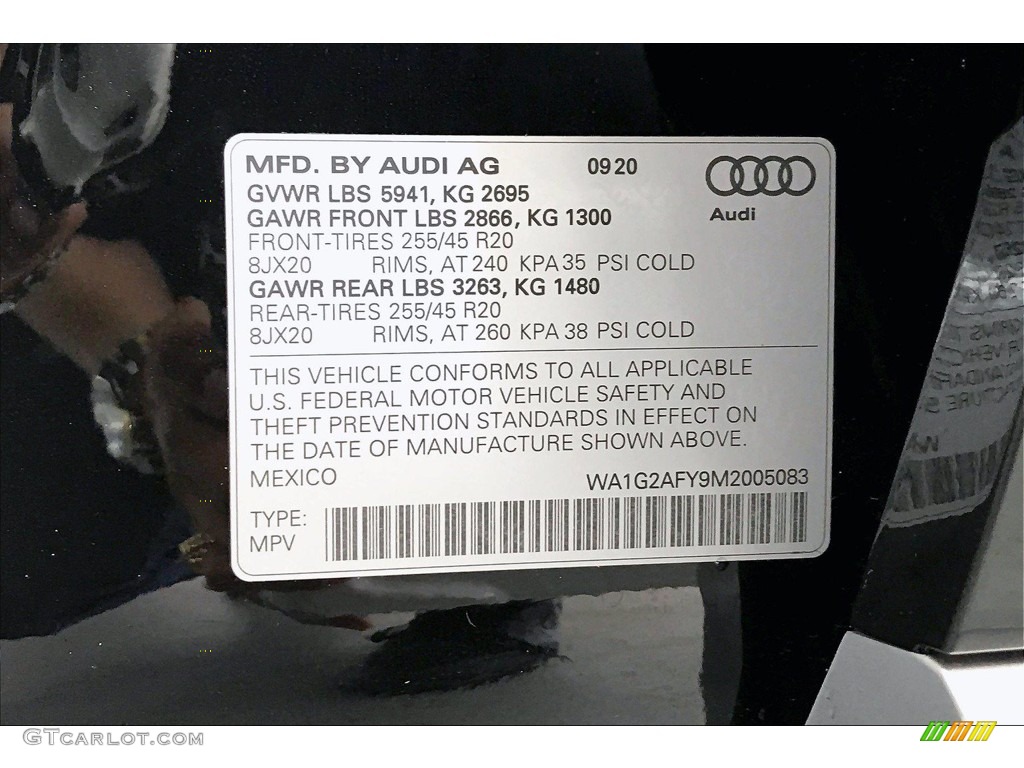 MFD. BY AUDI AG 09 20
GVWR LBS 5941, KG 2695
GAWR FRONT LBS 2866, KG 1300
Audi
FRONT-TIRES 255/45 R20
8JX20 RIMS, AT 240 KPA 35 PSI COLD
GAWR REAR LBS 3263, KG 1480
REAR-TIRES 255/45 R20
8JX20 RIMS, AT 260 KPA 38 PSI COLD
THIS VEHICLE CONFORMS TO ALL APPLICABLE
U.S. FEDERAL MOTOR VEHICLE SAFETY AND
THEFT PREVENTION STANDARDS IN EFFECT ON
THE DATE OF MANUFACTURE SHOWN ABOVE.
MEXICO WA1G2AFY9M2005083
TYPE:
MPV
GTCARLOT.COM